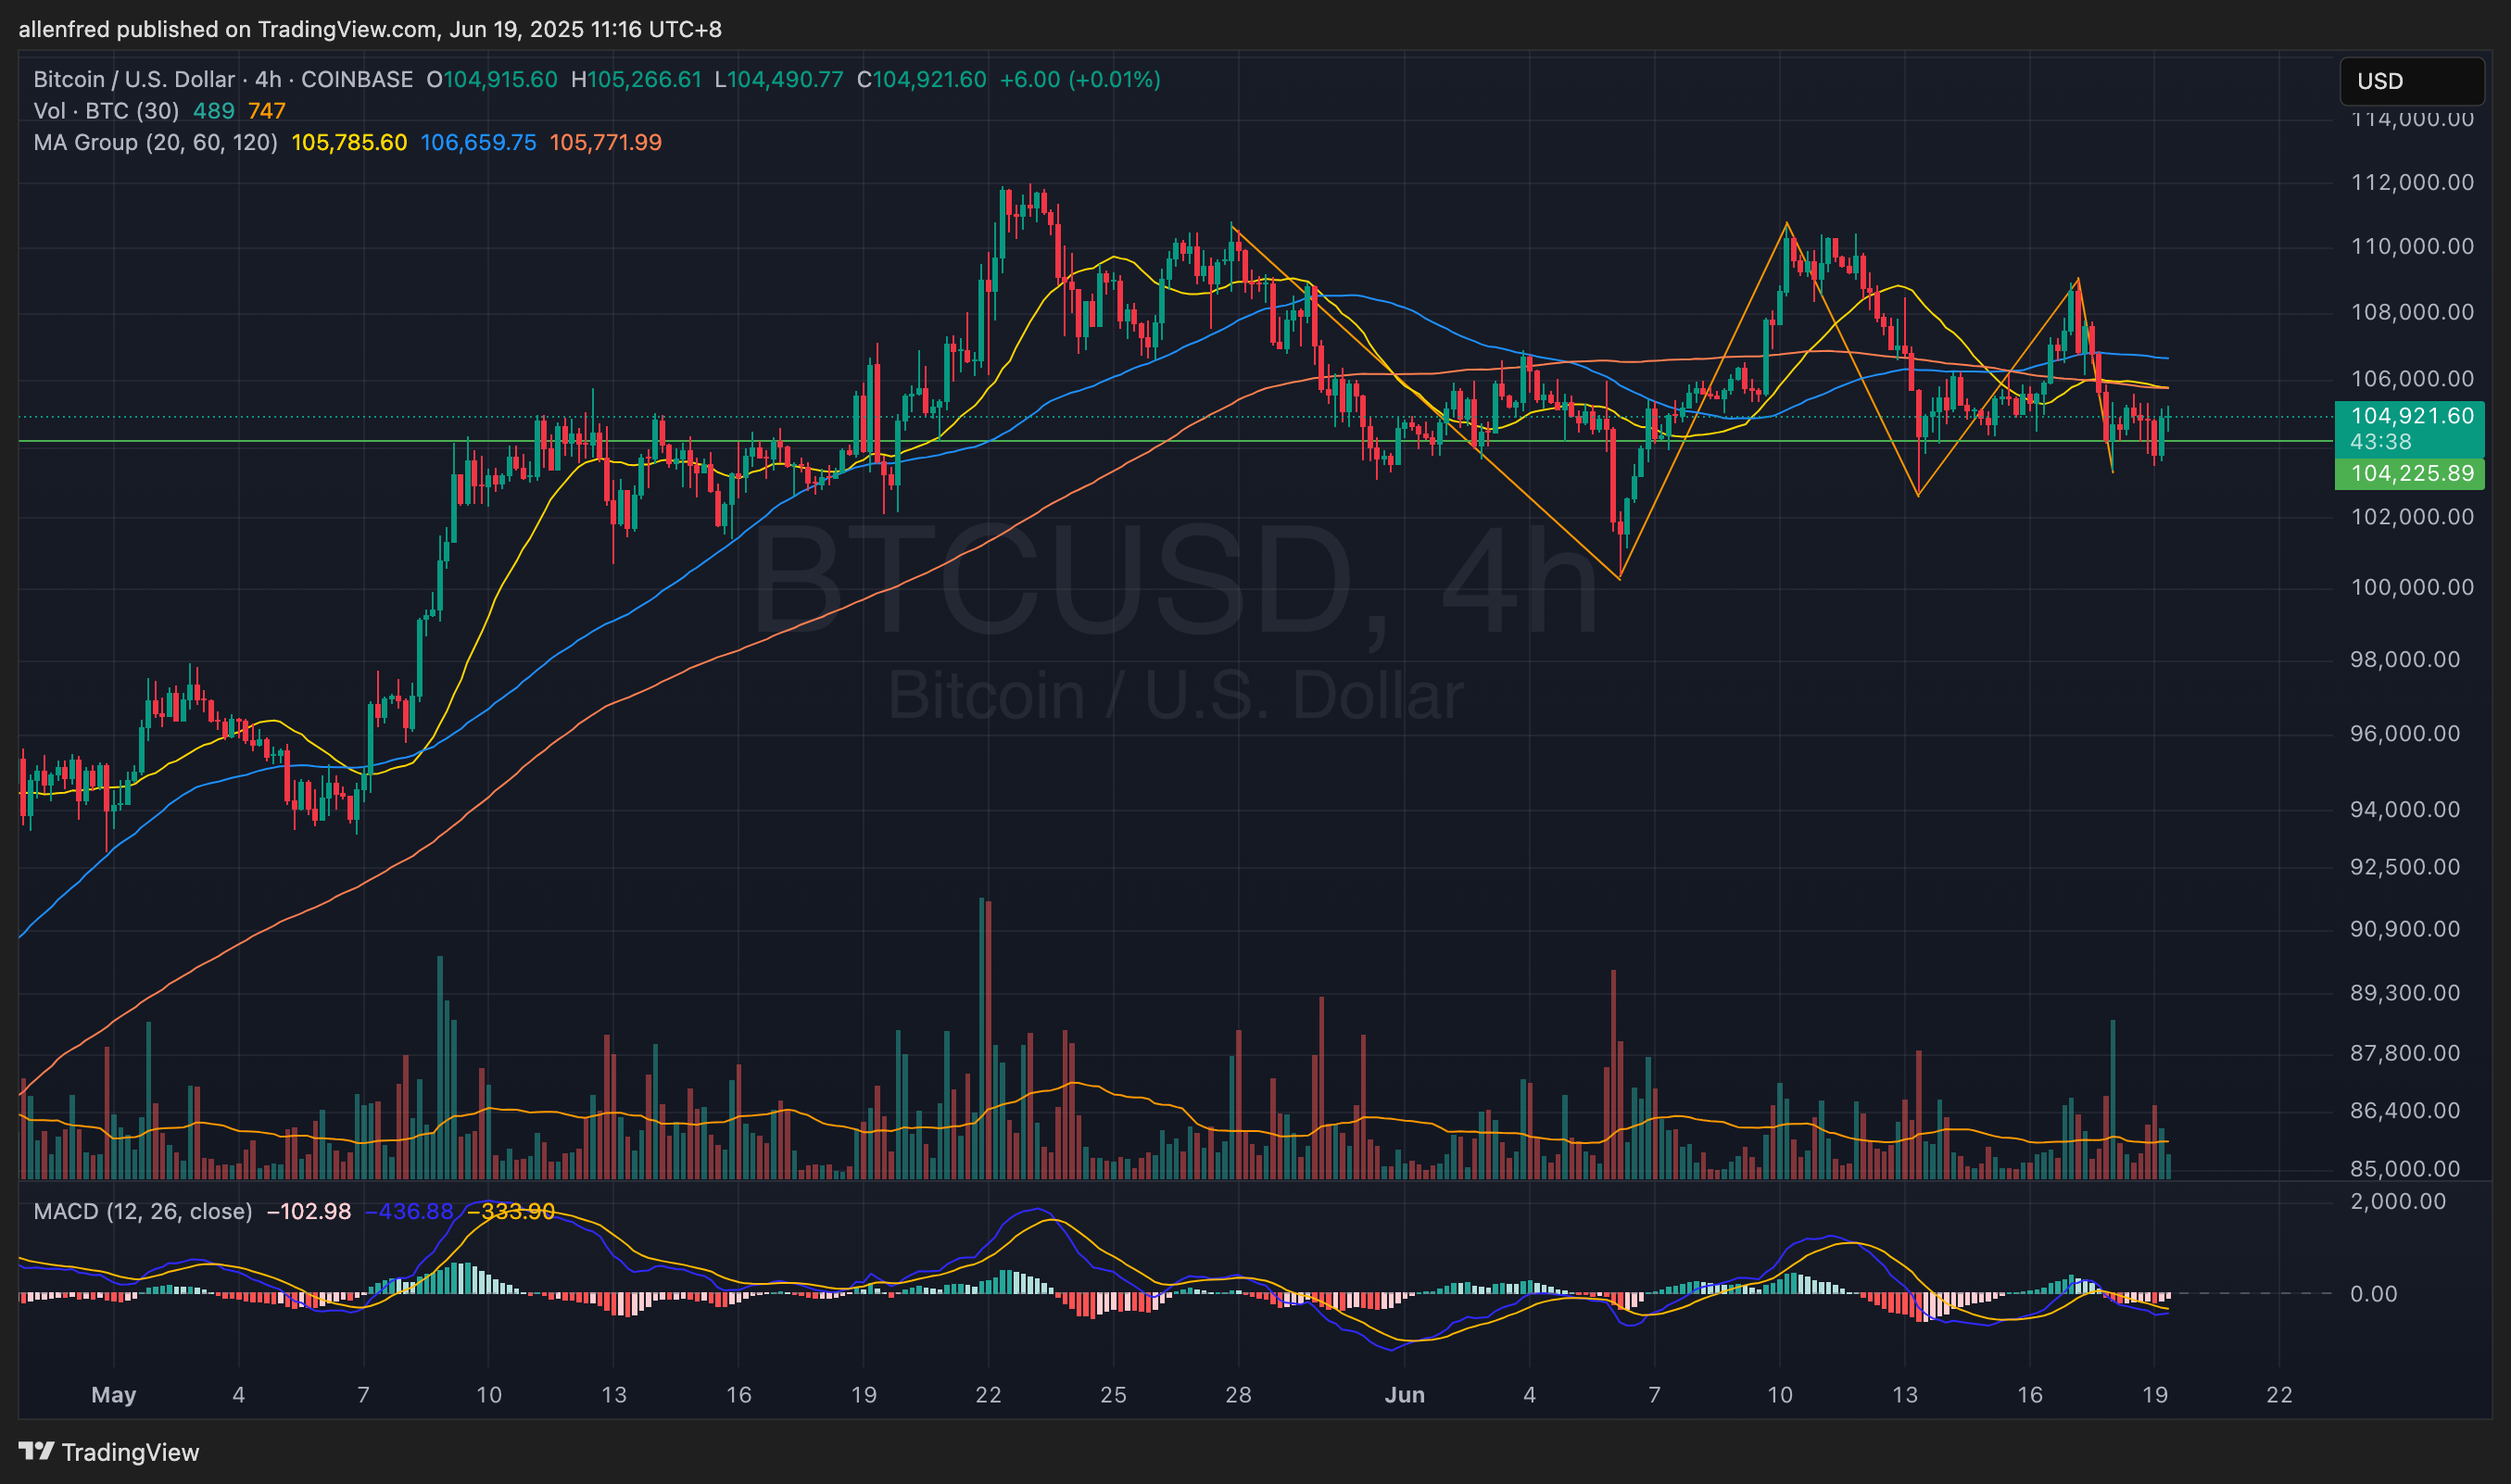 allenfred published on TradingView.com, Jun 19, 2025 11:16 UTC+8
Bitcoin / U.S. Dollar · 4h · COINBASE O104,915.60 H105,266.61 L104,490.77 C104,921.60 +6.00 (+0.01%)
Vol · BTC (30) 489 747
MA Group (20, 60, 120) 105,785.60 106,659.75 105,771.99
USD
114,000.00
112,000.00
110,000.00
108,000.00
106,000.00
104,921.60
43:38
104,225.89
102,000.00
100,000.00
98,000.00
96,000.00
94,000.00
92,500.00
90,900.00
89,300.00
87,800.00
86,400.00
85,000.00
BTCUSD, 4h
Bitcoin / U.S. Dollar
MACD (12, 26, close) −102.98 −436.88 −333.90
2,000.00
0.00
May 4 7 10 13 16 19 22 25 28 Jun 4 7 10 13 16 19 22
TradingView